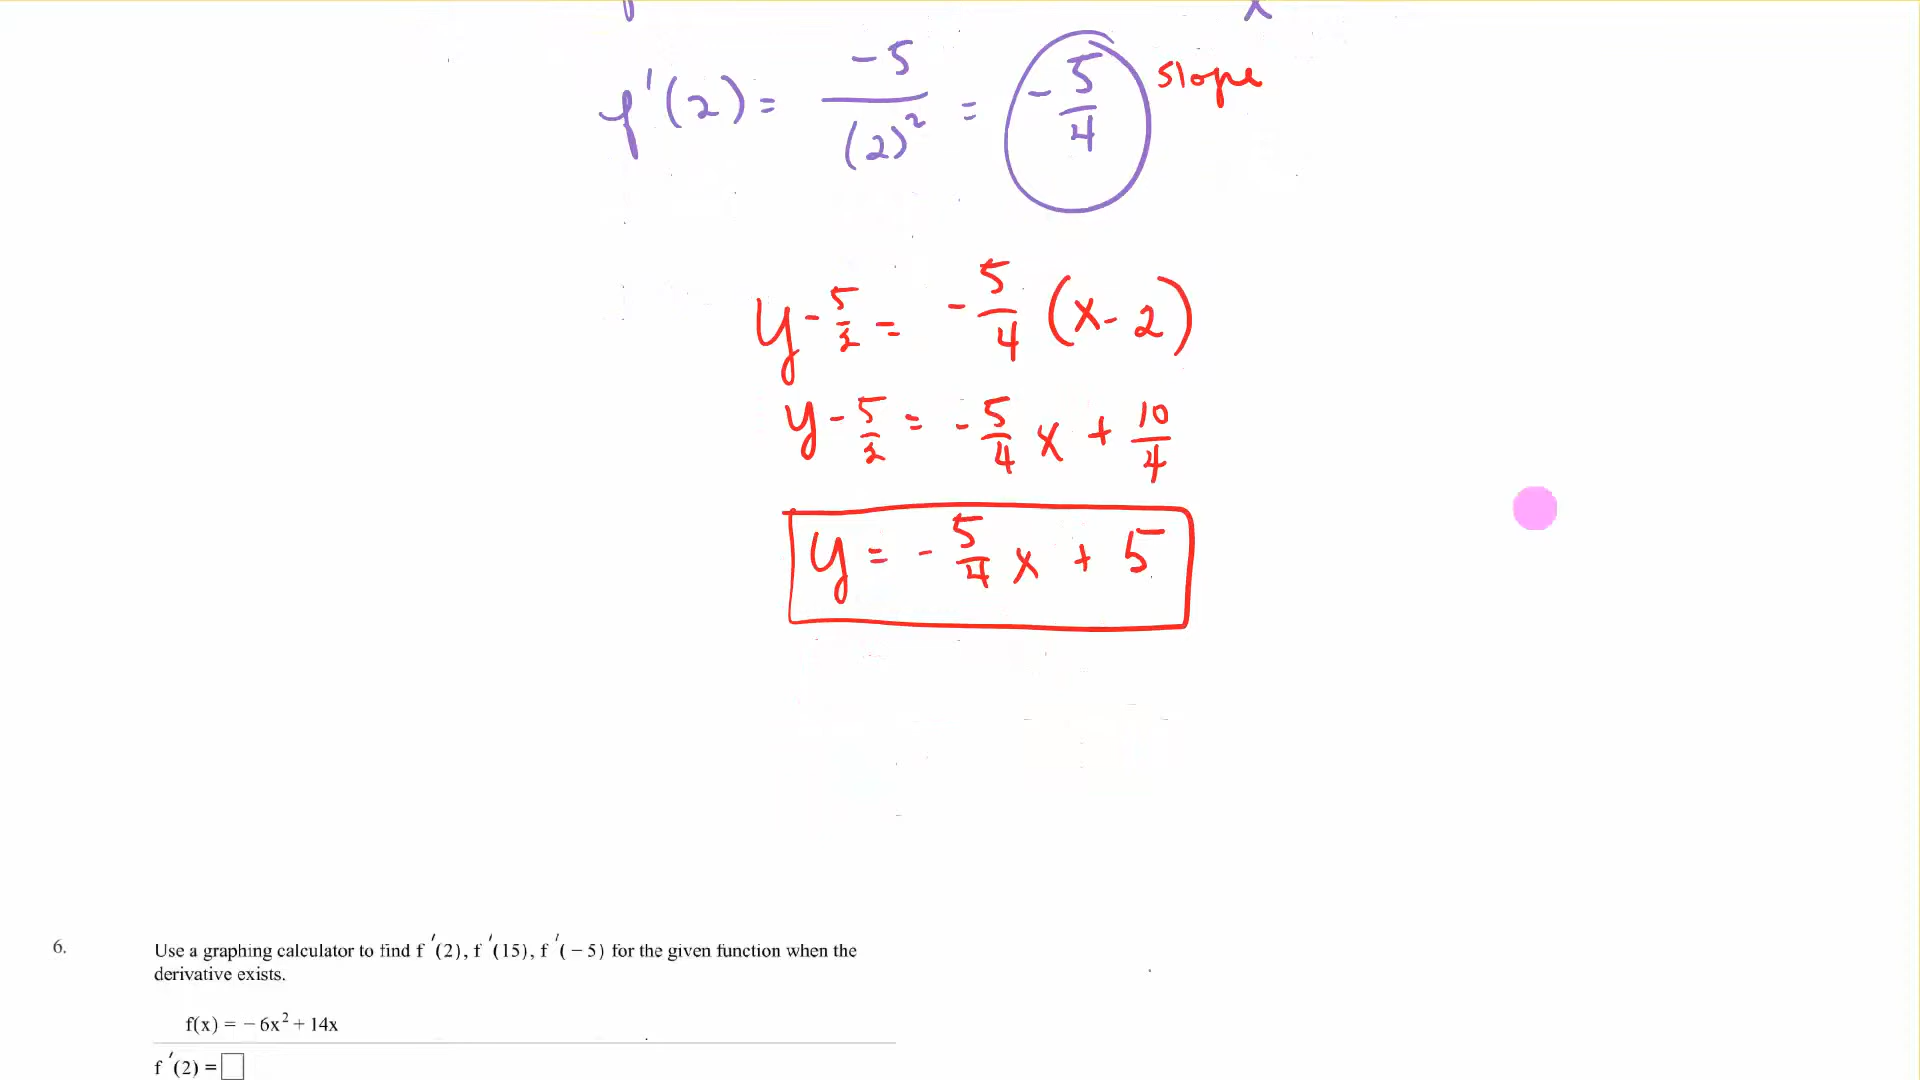 f'(2) = -5/(2)² = -5/4 slope
y - 5/2 = -5/4 (x - 2)
y - 5/2 = -5/4 x + 10/4
y = -5/4 x + 5
6. Use a graphing calculator to find f ′(2), f ′(15), f ′(−5) for the given function when the
derivative exists.
f(x) = −6x² + 14x
f ′(2) =